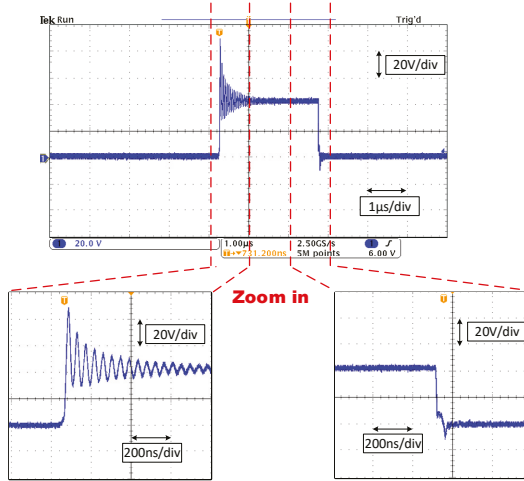 Tek Run
Trig'd
T
20V/div
1
1µs/div
1 20.0 V
1.00µs
2.50GS/s
1
T→▾731.200ns
5M points
6.00 V
Zoom in
T
20V/div
200ns/div
T
20V/div
200ns/div